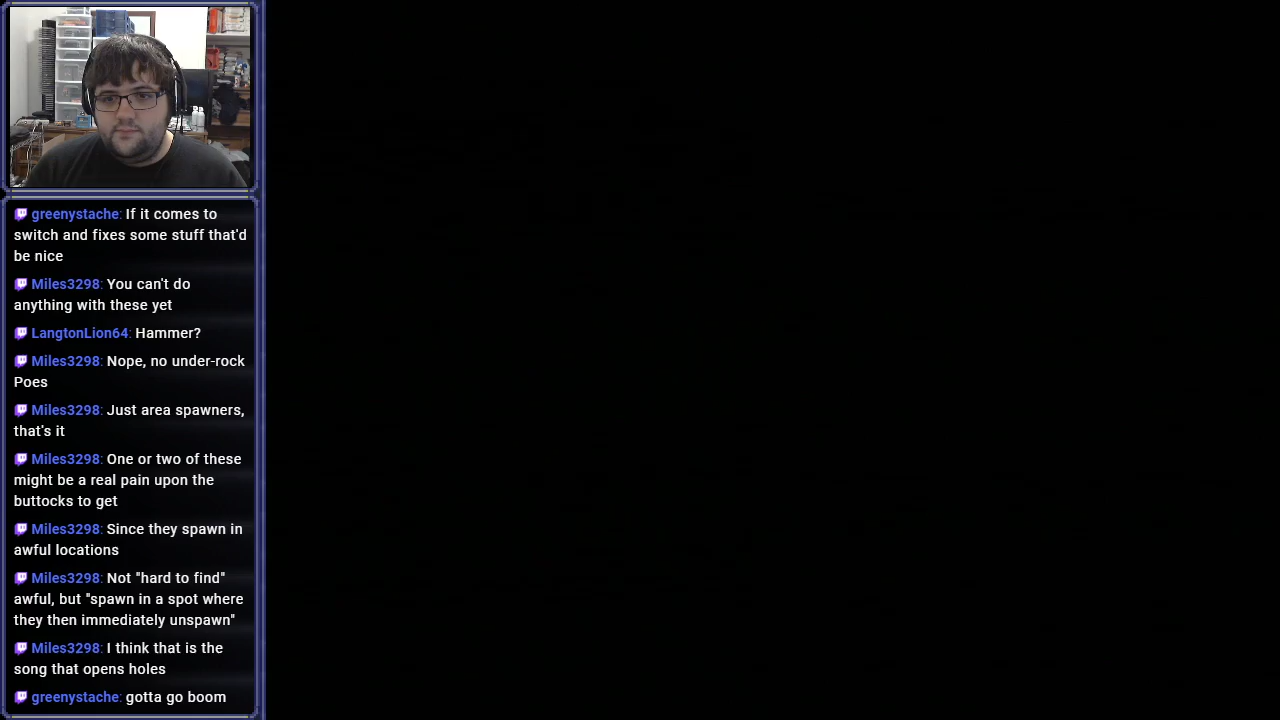 greenystache: If it comes to
switch and fixes some stuff that'd
be nice
Miles3298: You can't do
anything with these yet
LangtonLion64: Hammer?
Miles3298: Nope, no under-rock
Poes
Miles3298: Just area spawners,
that's it
Miles3298: One or two of these
might be a real pain upon the
buttocks to get
Miles3298: Since they spawn in
awful locations
Miles3298: Not "hard to find"
awful, but "spawn in a spot where
they then immediately unspawn"
Miles3298: I think that is the
song that opens holes
greenystache: gotta go boom